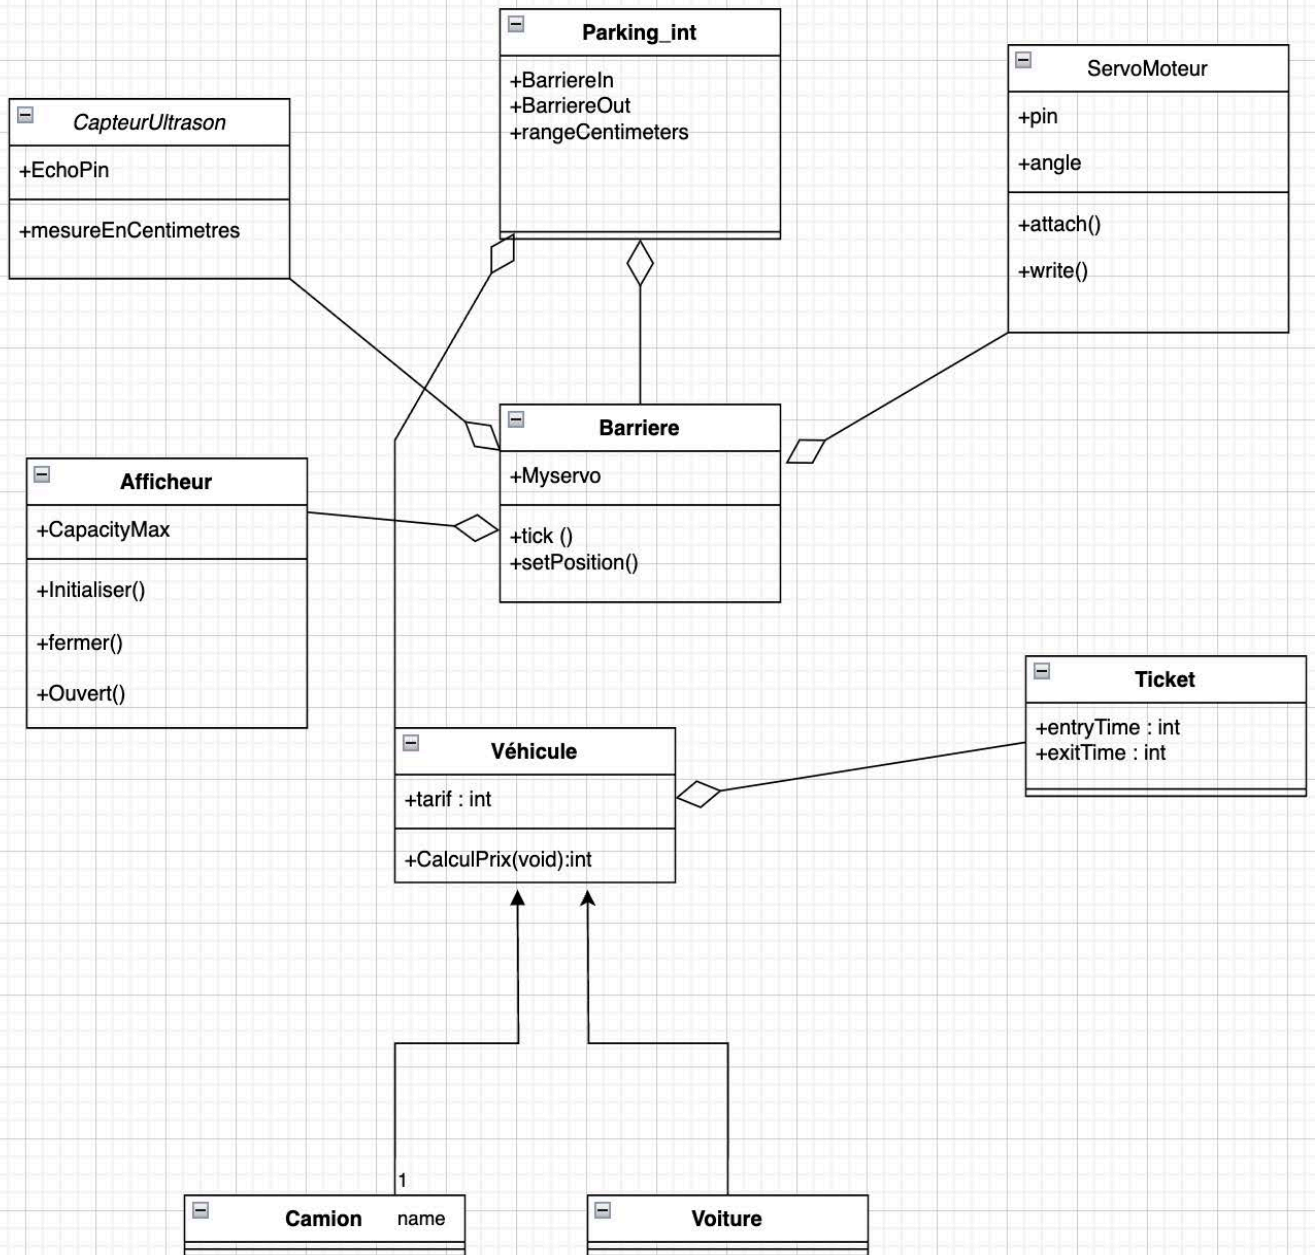 Parking_int
+BarriereIn
+BarriereOut
+rangeCentimeters
ServoMoteur
+pin
+angle
+attach()
+write()
CapteurUltrason
+EchoPin
+mesureEnCentimetres
Barriere
+Myservo
+tick ()
+setPosition()
Afficheur
+CapacityMax
+Initialiser()
+fermer()
+Ouvert()
Ticket
+entryTime : int
+exitTime : int
Véhicule
+tarif : int
+CalculPrix(void):int
1
Camion name
Voiture